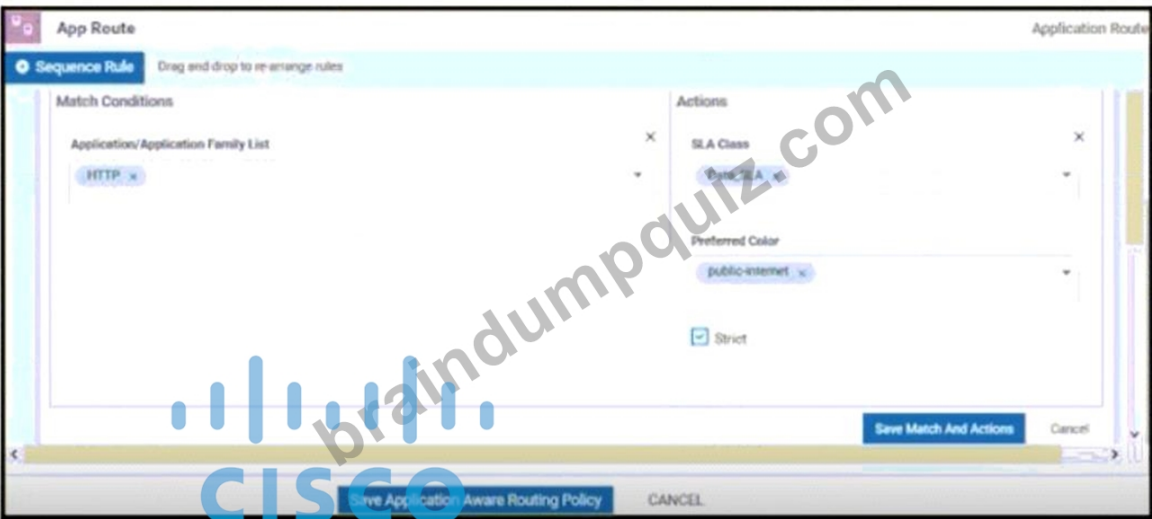 App Route
Application Route
Sequence Rule
Drag and drop to re-arrange rules
Match Conditions
Actions
Application/Application Family List
HTTP
SLA Class
Data_SLA
Preferred Color
public-internet
Strict
Save Match And Actions
Cancel
Save Application Aware Routing Policy
CANCEL
CISCO
braindumpquiz.com